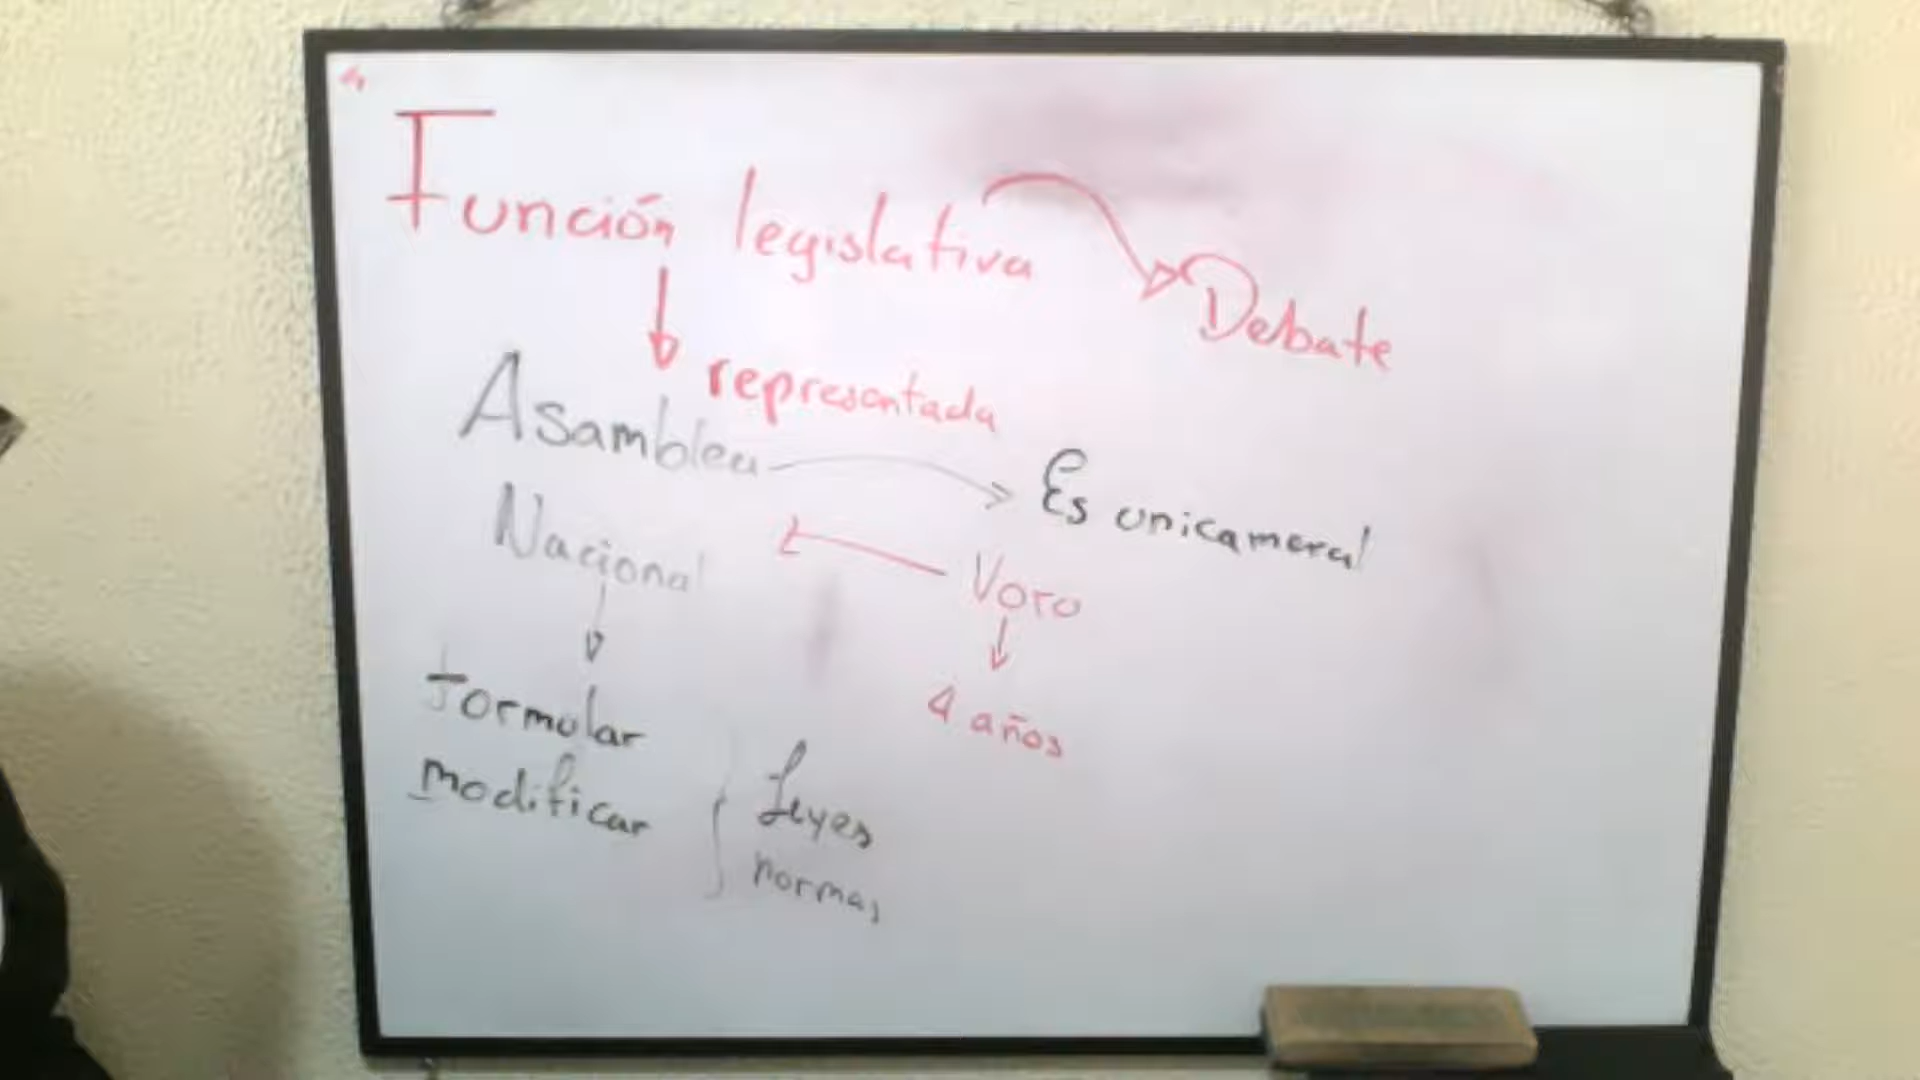 Función legislativa
Debate
representada
Asamblea
Nacional
Es unicameral
Voto
4 años
Formular
modificar
Leyes
normas